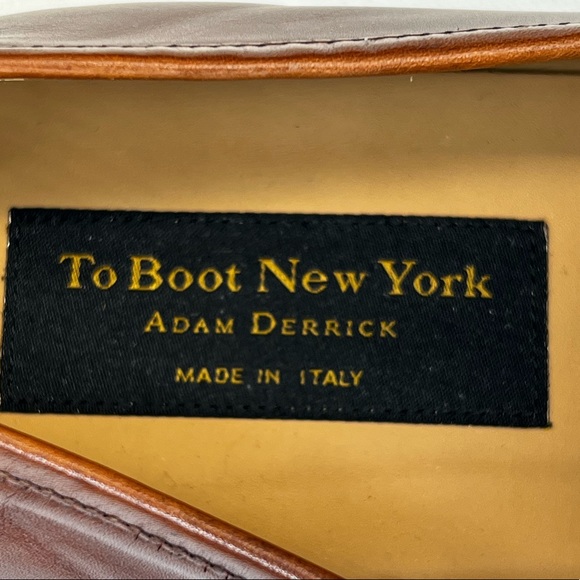 To Boot New York
Adam Derrick
MADE IN ITALY